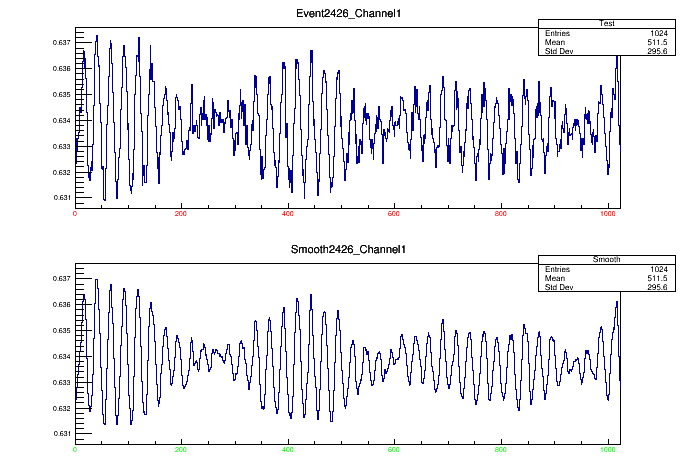 Event2426_Channel1
Test
Entries 1024
Mean 511.5
Std Dev 295.6
0.637
0.636
0.635
0.634
0.633
0.632
0.631
0 200 400 600 800 1000
Smooth2426_Channel1
Smooth
Entries 1024
Mean 511.5
Std Dev 295.6
0.637
0.636
0.635
0.634
0.633
0.632
0.631
0 200 400 600 800 1000